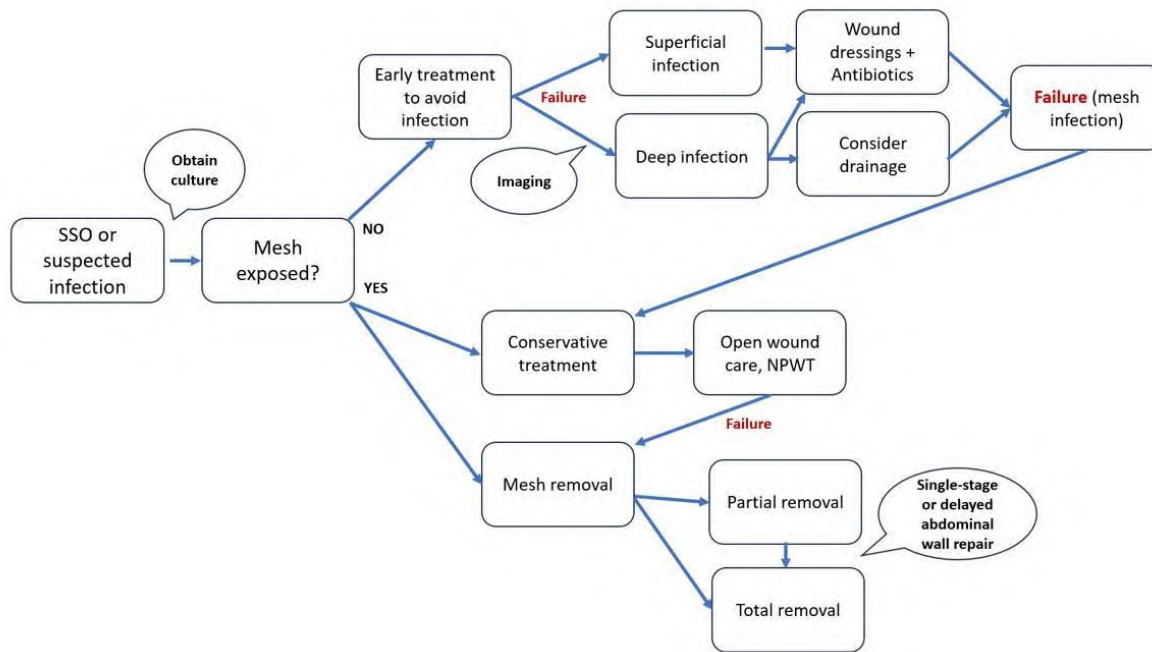 Obtain
culture
SSO or
suspected
infection
Mesh
exposed?
NO
YES
Early treatment
to avoid
infection
Failure
Imaging
Superficial
infection
Deep infection
Wound
dressings +
Antibiotics
Consider
drainage
Failure (mesh
infection)
Conservative
treatment
Open wound
care, NPWT
Failure
Mesh removal
Partial removal
Total removal
Single-stage
or delayed
abdominal
wall repair